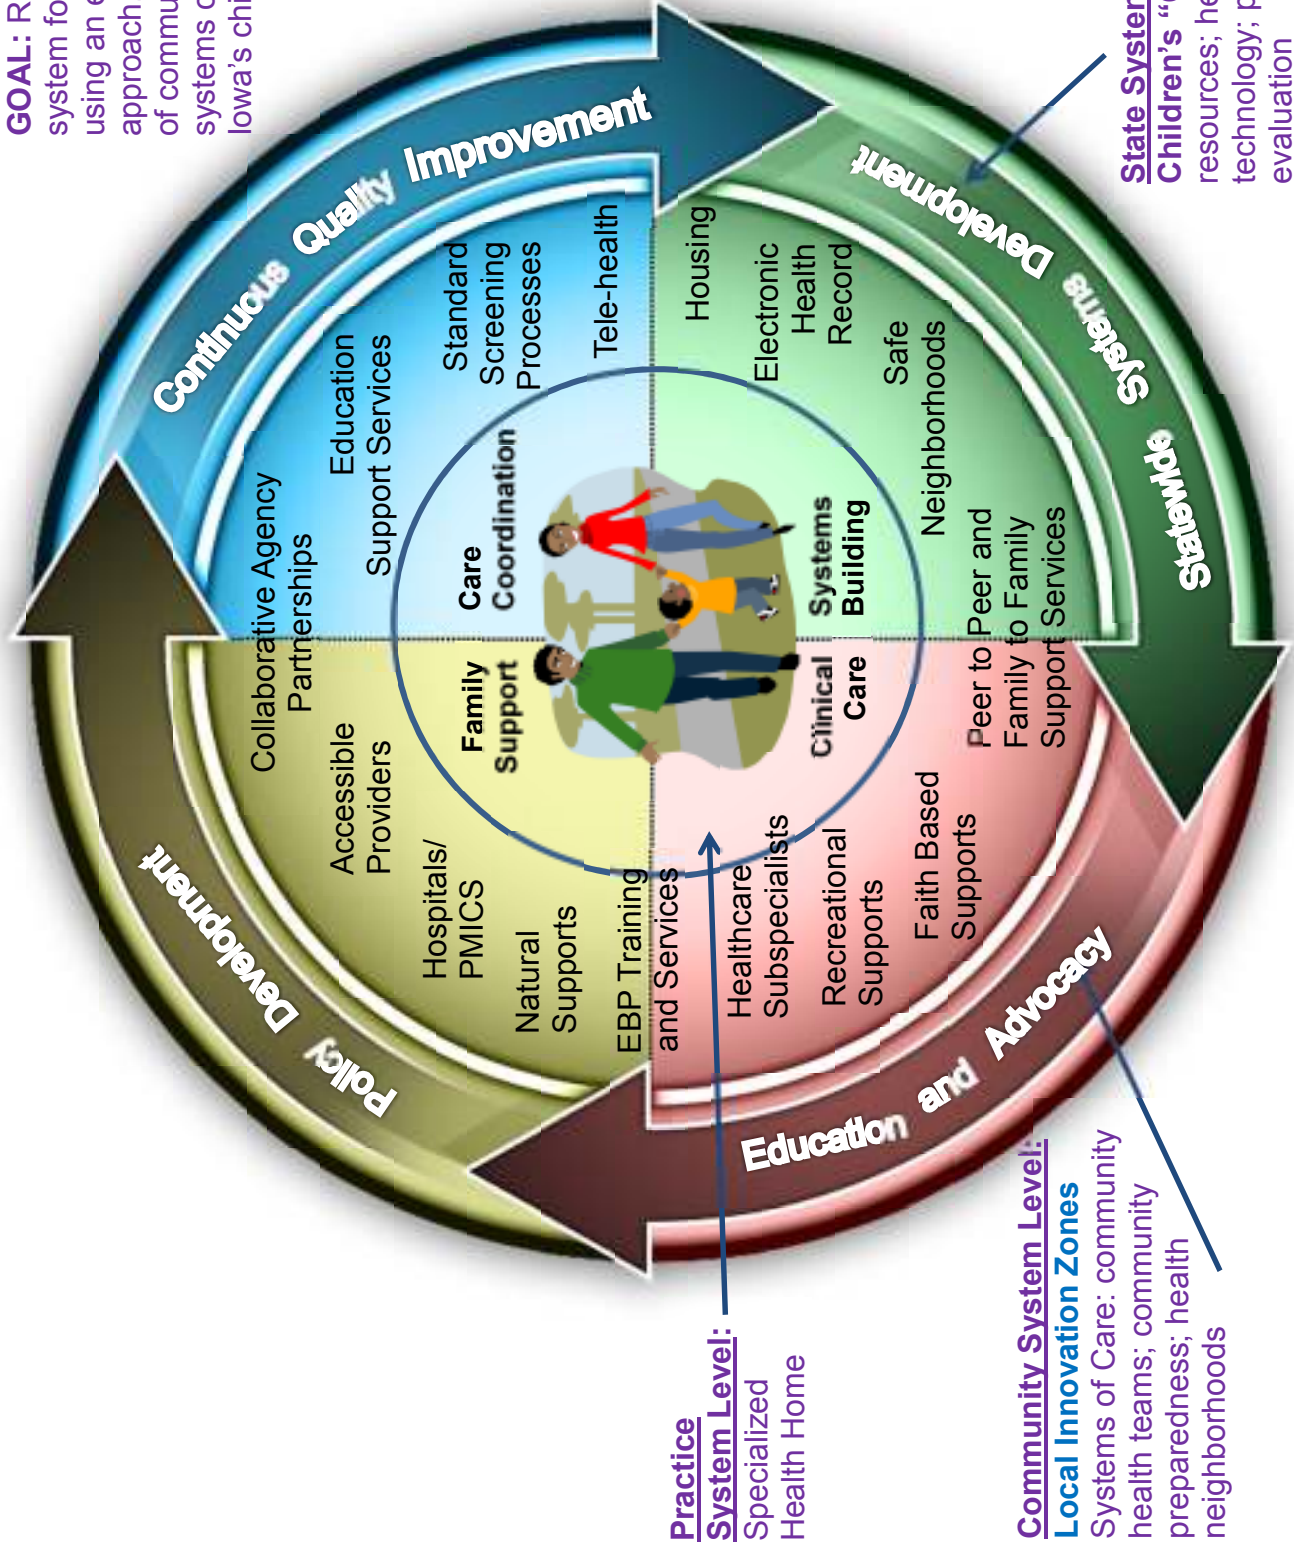 GOAL: R
system fo
using an e
approach.
of commu
systems o
Iowa's chi
Policy Development
Continuous Quality Improvement
Statewide Systems Development
Education and Advocacy
Collaborative Agency
Partnerships
Accessible
Providers
Hospitals/
PMICS
Natural
Supports
EBP Training
and Services
Education
Support Services
Standard
Screening
Processes
Tele-health
Family
Support
Care
Coordination
Clinical
Care
Systems
Building
Healthcare
Subspecialists
Recreational
Supports
Faith Based
Supports
Peer to Peer and
Family to Family
Support Services
Housing
Electronic
Health
Record
Safe
Neighborhoods
Practice
System Level:
Specialized
Health Home
Community System Level:
Local Innovation Zones
Systems of Care: community
health teams; community
preparedness; health
neighborhoods
State System
Children's “
resources; he
technology; p
evaluation